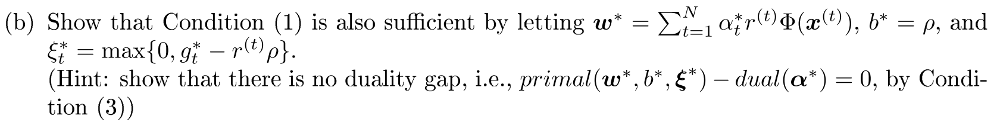 (b) Show that Condition (1) is also sufficient by letting $\boldsymbol{w}^* = \sum_{t=1}^{N} \alpha_t^* r^{(t)} \Phi(\boldsymbol{x}^{(t)})$, $b^* = \rho$, and
$\xi_t^* = \max\{0, g_t^* - r^{(t)}\rho\}$.
(Hint: show that there is no duality gap, i.e., $primal(\boldsymbol{w}^*, b^*, \boldsymbol{\xi}^*) - dual(\boldsymbol{\alpha}^*) = 0$, by Condi-
tion (3))